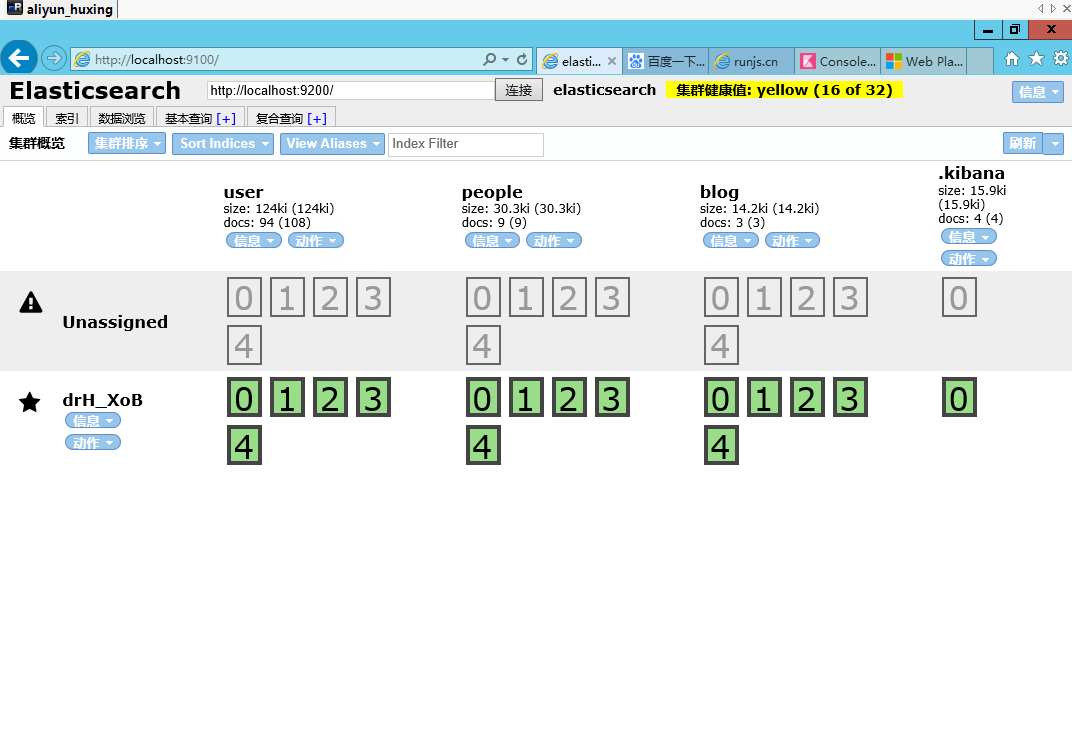 aliyun_huxing
http://localhost:9100/
elasti...
百度一下...
runjs.cn
Console...
Web Pla...
Elasticsearch
http://localhost:9200/
连接
elasticsearch
集群健康值: yellow (16 of 32)
信息
概览
索引
数据浏览
基本查询 [+]
复合查询 [+]
集群概览
集群排序
Sort Indices
View Aliases
Index Filter
刷新
user
size: 124ki (124ki)
docs: 94 (108)
信息 动作
people
size: 30.3ki (30.3ki)
docs: 9 (9)
信息 动作
blog
size: 14.2ki (14.2ki)
docs: 3 (3)
信息 动作
.kibana
size: 15.9ki
(15.9ki)
docs: 4 (4)
信息
动作
Unassigned
0 1 2 3
4
0 1 2 3
4
0 1 2 3
4
0
drH_XoB
信息
动作
0 1 2 3
4
0 1 2 3
4
0 1 2 3
4
0